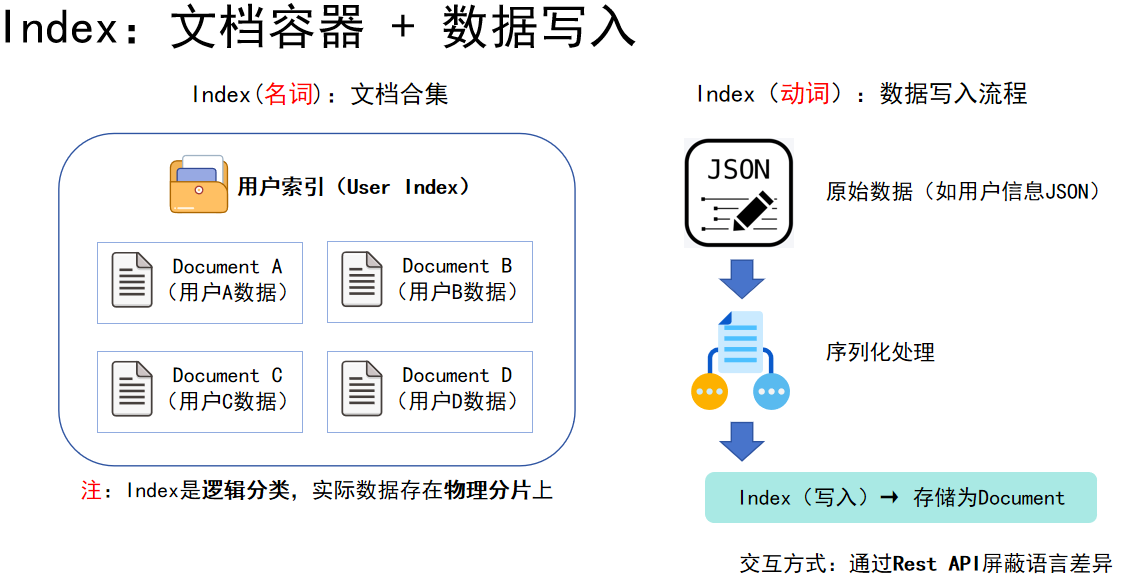 Index：文档容器 + 数据写入
Index(名词)：文档合集
用户索引（User Index）
Document A
（用户A数据）
Document B
（用户B数据）
Document C
（用户C数据）
Document D
（用户D数据）
注：Index是逻辑分类，实际数据存在物理分片上
Index（动词）：数据写入流程
JSON
原始数据（如用户信息JSON）
序列化处理
Index（写入）→ 存储为Document
交互方式：通过Rest API屏蔽语言差异